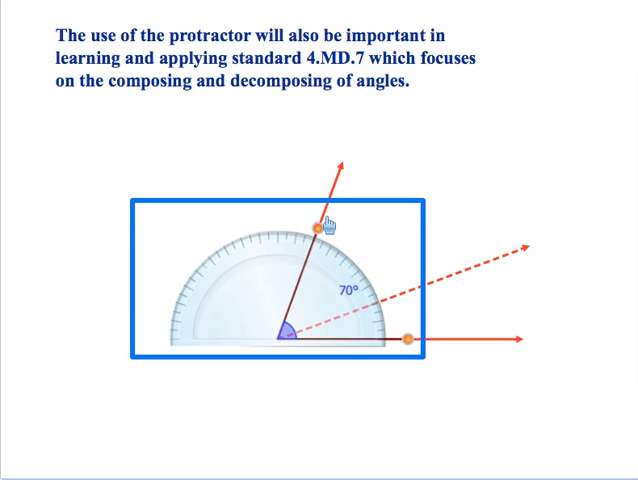 The use of the protractor will also be important in
learning and applying standard 4.MD.7 which focuses
on the composing and decomposing of angles.
70º